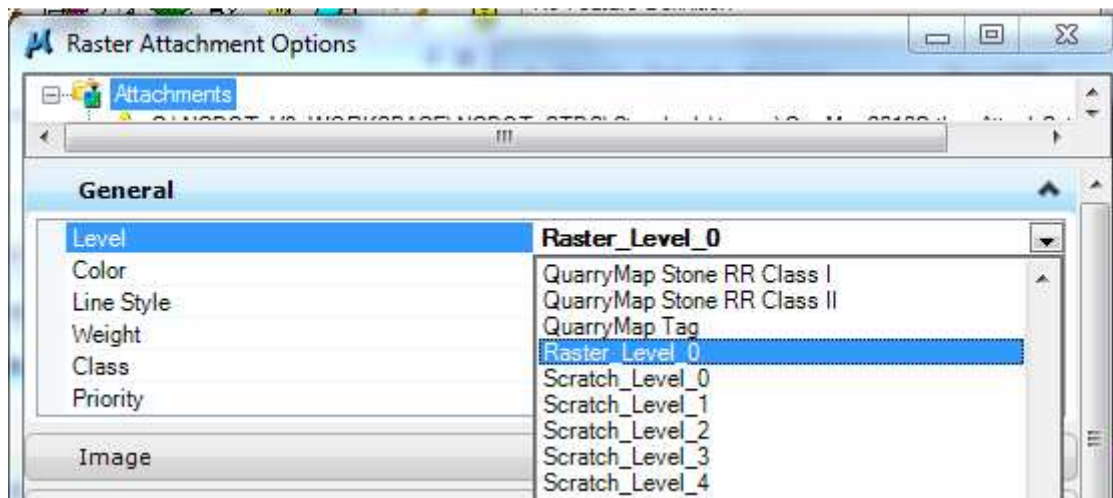 Raster Attachment Options
Attachments
General
Level Raster_Level_0
Color
Line Style
Weight
Class
Priority
QuarryMap Stone RR Class I
QuarryMap Stone RR Class II
QuarryMap Tag
Raster_Level_0
Scratch_Level_0
Scratch_Level_1
Scratch_Level_2
Scratch_Level_3
Scratch_Level_4
Image